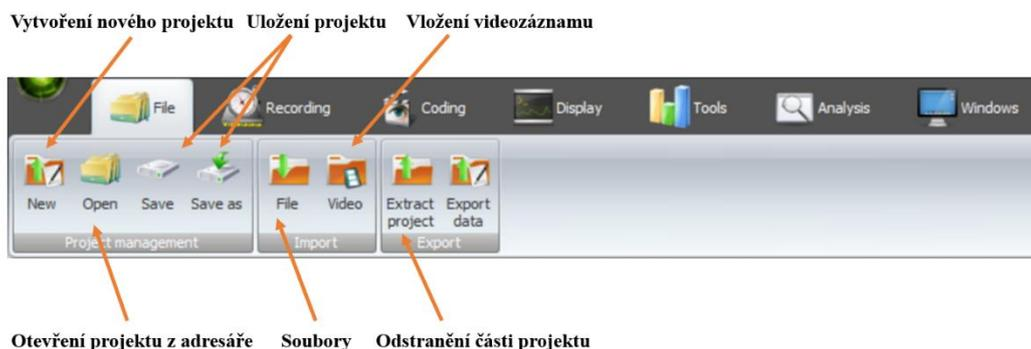 Vytvoření nového projektu Uložení projektu Vložení videozáznamu
File Recording Coding Display Tools Analysis Windows
New Open Save Save as File Video Extract project Export data
Project management Import Export
Otevření projektu z adresáře Soubory Odstranění části projektu